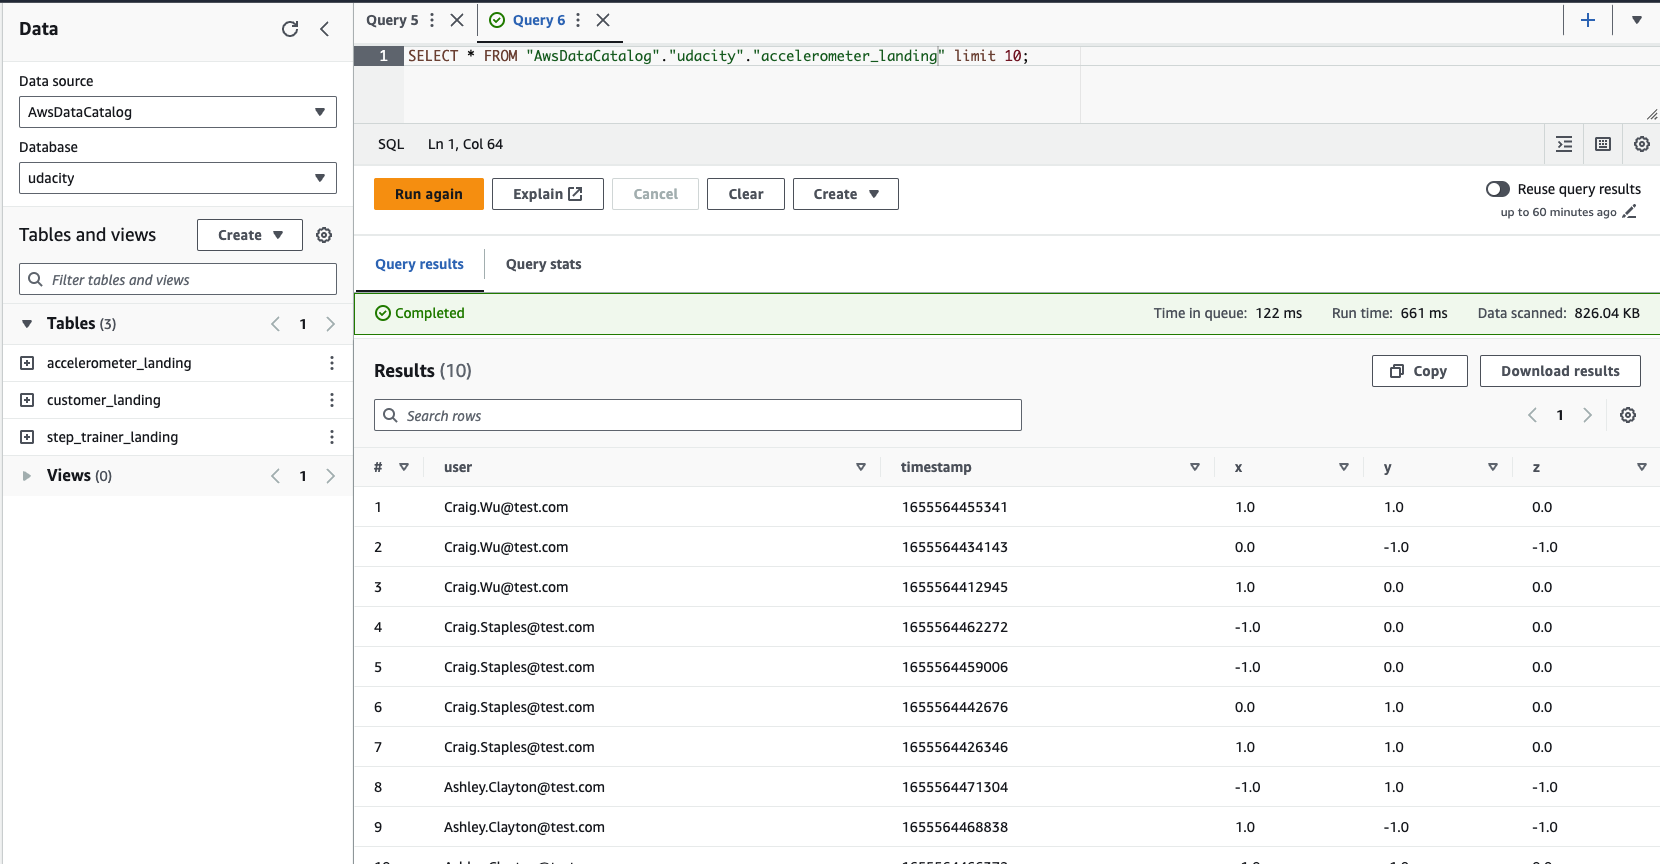 Data
Data source
AwsDataCatalog
Database
udacity
Tables and views
Create
Filter tables and views
Tables (3)
1
accelerometer_landing
customer_landing
step_trainer_landing
Views (0)
1
Query 5
Query 6
1 SELECT * FROM "AwsDataCatalog"."udacity"."accelerometer_landing" limit 10;
SQL Ln 1, Col 64
Run again Explain Cancel Clear Create
Reuse query results
up to 60 minutes ago
Query results Query stats
Completed Time in queue: 122 ms Run time: 661 ms Data scanned: 826.04 KB
Results (10) Copy Download results
Search rows 1
# user timestamp x y z
1 Craig.Wu@test.com 1655564455341 1.0 1.0 0.0
2 Craig.Wu@test.com 1655564434143 0.0 -1.0 -1.0
3 Craig.Wu@test.com 1655564412945 1.0 0.0 0.0
4 Craig.Staples@test.com 1655564462272 -1.0 0.0 0.0
5 Craig.Staples@test.com 1655564459006 -1.0 0.0 0.0
6 Craig.Staples@test.com 1655564442676 0.0 1.0 0.0
7 Craig.Staples@test.com 1655564426346 1.0 1.0 0.0
8 Ashley.Clayton@test.com 1655564471304 -1.0 1.0 -1.0
9 Ashley.Clayton@test.com 1655564468838 1.0 -1.0 -1.0